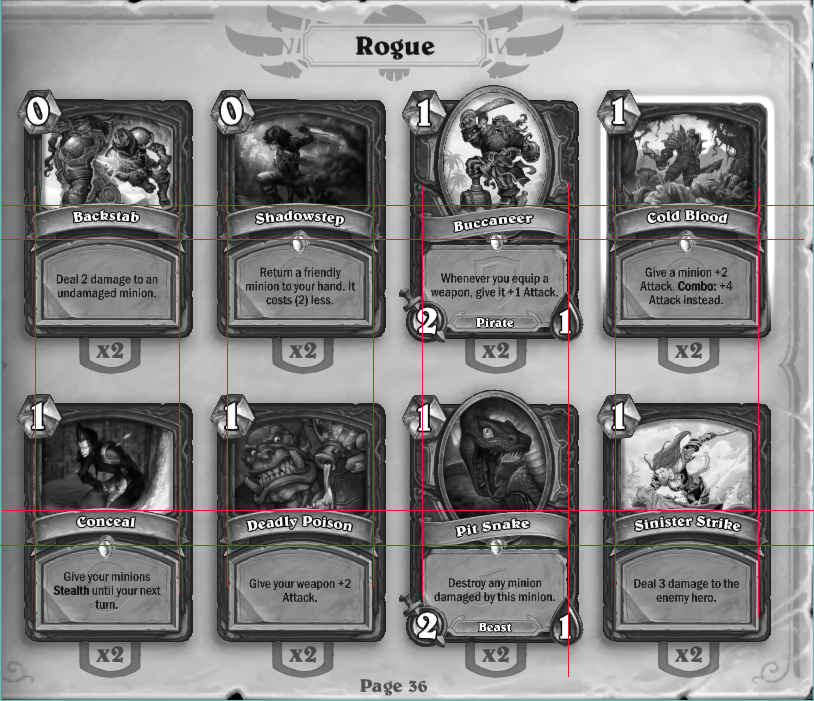 Rogue
0
Backstab
Deal 2 damage to an
undamaged minion.
x2
0
Shadowstep
Return a friendly
minion to your hand. It
costs (2) less.
x2
1
Buccaneer
Whenever you equip a
weapon, give it +1 Attack.
2
Pirate
1
x2
1
Cold Blood
Give a minion +2
Attack. Combo: +4
Attack instead.
x2
1
Conceal
Give your minions
Stealth until your next
turn.
x2
1
Deadly Poison
Give your weapon +2
Attack.
x2
1
Pit Snake
Destroy any minion
damaged by this minion.
2
Beast
1
x2
1
Sinister Strike
Deal 3 damage to the
enemy hero.
x2
Page 36